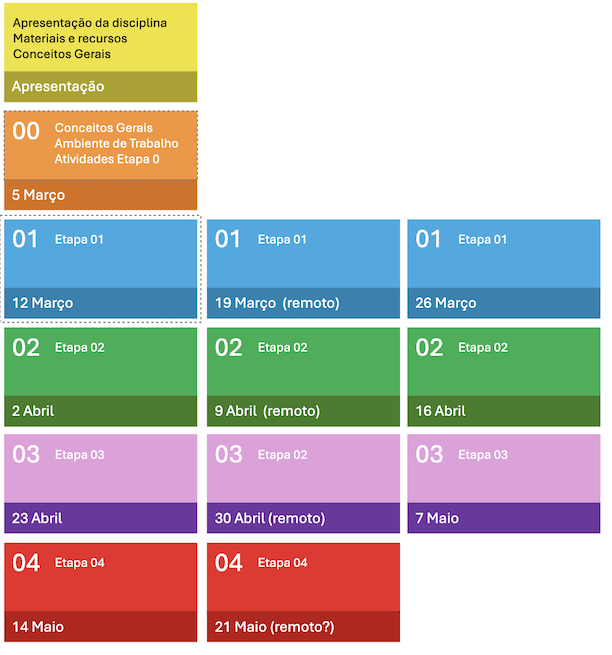 Apresentação da disciplina
Materiais e recursos
Conceitos Gerais
Apresentação
00
Conceitos Gerais
Ambiente de Trabalho
Atividades Etapa 0
5 Março
01 Etapa 01
12 Março
01 Etapa 01
19 Março (remoto)
01 Etapa 01
26 Março
02 Etapa 02
2 Abril
02 Etapa 02
9 Abril (remoto)
02 Etapa 02
16 Abril
03 Etapa 03
23 Abril
03 Etapa 02
30 Abril (remoto)
03 Etapa 03
7 Maio
04 Etapa 04
14 Maio
04 Etapa 04
21 Maio (remoto?)